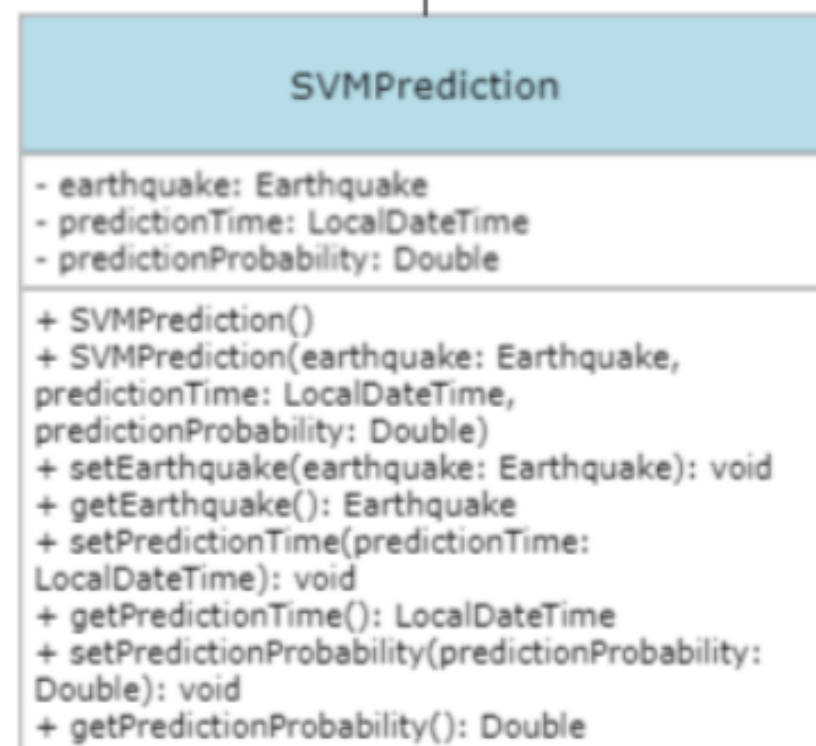 SVMPrediction
- earthquake: Earthquake
- predictionTime: LocalDateTime
- predictionProbability: Double
+ SVMPrediction()
+ SVMPrediction(earthquake: Earthquake,
predictionTime: LocalDateTime,
predictionProbability: Double)
+ setEarthquake(earthquake: Earthquake): void
+ getEarthquake(): Earthquake
+ setPredictionTime(predictionTime:
LocalDateTime): void
+ getPredictionTime(): LocalDateTime
+ setPredictionProbability(predictionProbability:
Double): void
+ getPredictionProbability(): Double